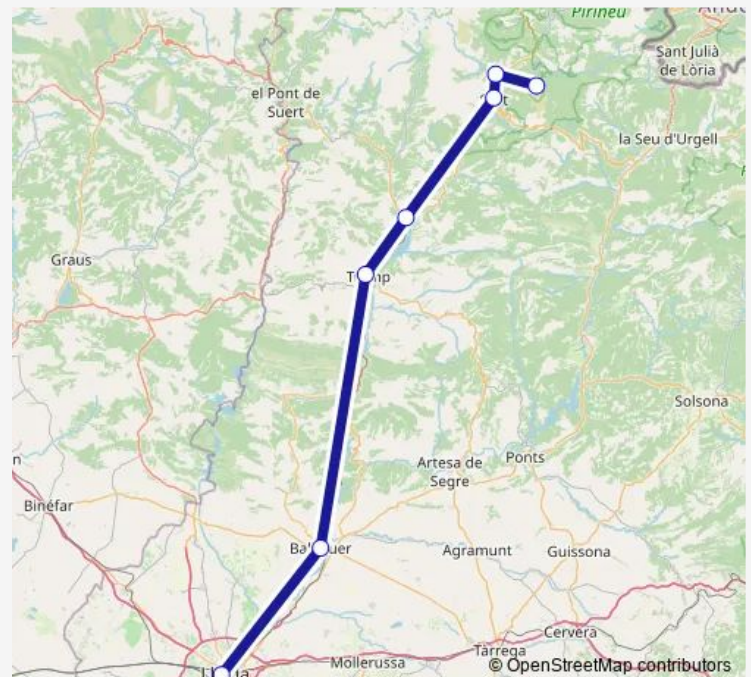 Pirineu
Sant Julià
de Lòria
el Pont de
Suert
la Seu d'Urgell
Graus
Solsona
Artesa de
Segre
Ponts
Binéfar
Agramunt
Guissona
Cervera
Tàrrega
Mollerussa
© OpenStreetMap contributors